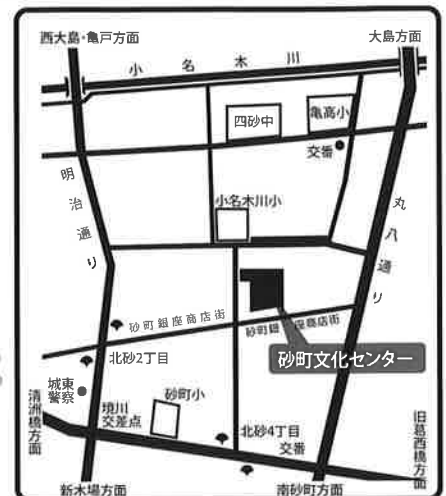 西大島・亀戸方面
大島方面
小名木川
四砂中
亀高小
交番
明治通り
小名木川小
丸八通り
砂町銀座商店街
砂町銀座商店街
砂町文化センター
北砂2丁目
城東
警察
清洲橋方面
境川
交差点
砂町小
北砂4丁目
交番
旧葛西橋方面
新木場方面
南砂町方面